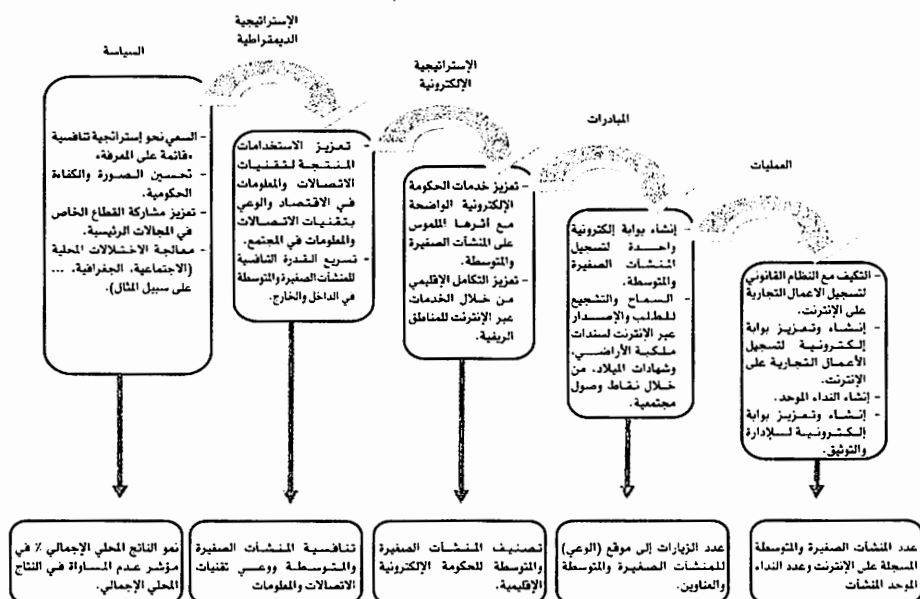 السياسة
- السعي نحو إستراتيجية تنافسية
«قائمة على المعرفة»
- تحسين الصورة والكفاءة
الحكومية.
- تعزيز مشاركة القطاع الخاص
في المجالات الرئيسية.
- معالجة الاختلالات المحلية
(الاجتماعية، الجغرافية، ...
على سبيل المثال).
نمو الناتج المحلي الإجمالي ٪ في
مؤشر عدم المساواة في النتاج
المحلي الإجمالي.
الإستراتيجية
الديمقراطية
- تعزيز الاستخدامات
المنتجة لتقنيات
الاتصالات والمعلومات
في الاقتصاد والوعي
بتقنيات الاتصالات
والمعلومات في المجتمع.
- تسريع القدرة التنافسية
للمنشآت الصغيرة والمتوسطة
في الداخل والخارج.
تنافسية المنشآت الصغيرة
والمتوسطة ووعي تقنيات
الاتصالات والمعلومات
الإستراتيجية
الإلكترونية
- تعزيز خدمات الحكومة
الإلكترونية الواضحة
مع أثرها الملموس
على المنشآت الصغيرة
والمتوسطة.
- تعزيز التكامل الإقليمي
من خلال الخدمات
عبر الإنترنت للمناطق
الريفية.
تصنيف المنشآت الصغيرة
والمتوسطة للحكومة الإلكترونية
الإقليمية.
المبادرات
- إنشاء بوابة إلكترونية
واحدة لتسجيل
المنشآت الصغيرة
والمتوسطة.
- السماح والتشجيع
للطلب والإصدار
عبر الإنترنت لسندات
ملكية الأراضي،
وشهادات الميلاد، من
خلال نقاط وصول
مجتمعية.
عدد الزيارات إلى موقع (الوعي)
للمنشآت الصغيرة والمتوسطة
والعناوين.
العمليات
- التكيف مع النظام القانوني
لتسجيل الاعمال التجارية
على الإنترنت.
- إنشاء وتعزيز بوابة
إلكترونية لتسجيل
الأعمال التجارية على
الإنترنت.
- إنشاء النداء الموحد.
- إنشاء وتعزيز بوابة
إلكترونية للإدارة
والتوثيق.
عدد المنشآت الصغيرة والمتوسطة
المسجلة على الإنترنت وعدد النداء
الموحد المنشآت